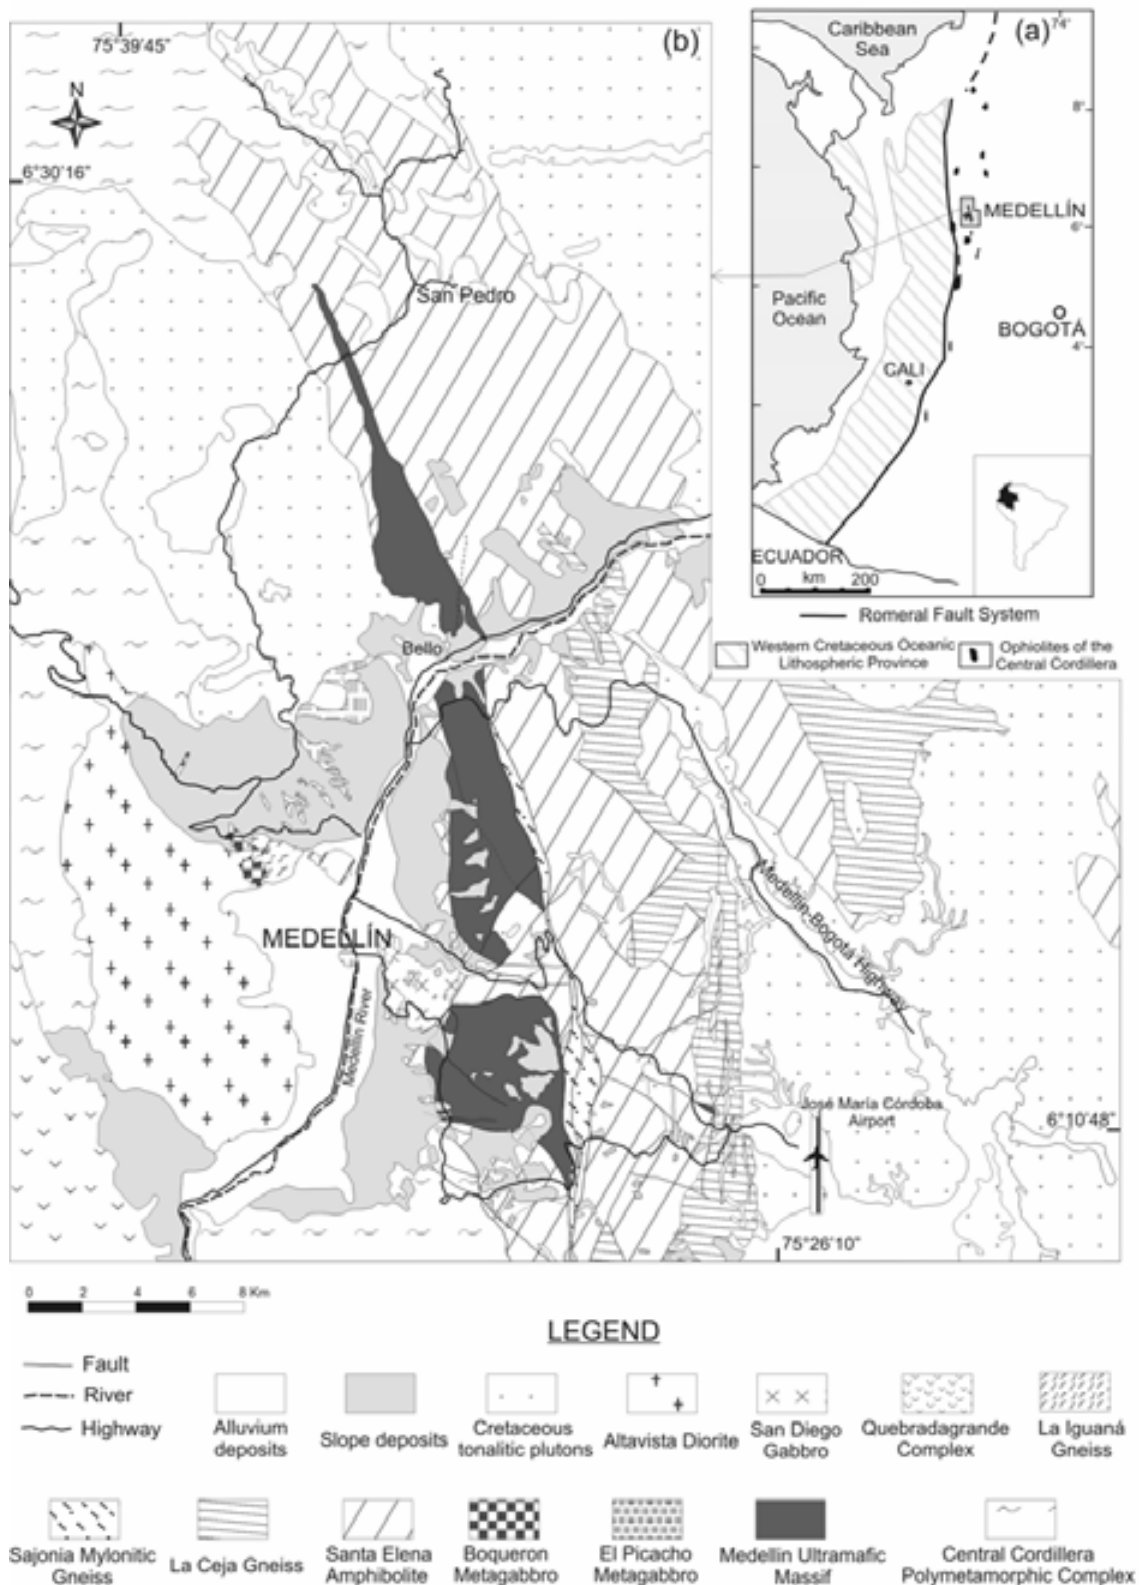 75°39'45"
(b)
N
6°30'16"
San Pedro
Bello
MEDELLÍN
Medellín River
Medellín-Bogotá Highway
José María Córdoba
Airport
6°10'48"
75°26'10"
Caribbean
Sea
(a)
74'
8'
MEDELLÍN
6'
Pacific
Ocean
BOGOTÁ
4'
CALI
ECUADOR
0 km 200
Romeral Fault System
Western Cretaceous Oceanic
Lithospheric Province
Ophiolites of the
Central Cordillera
0 2 4 6 8 Km
LEGEND
Fault
River
Highway
Alluvium
deposits
Slope deposits
Cretaceous
tonalitic plutons
Altavista Diorite
San Diego
Gabbro
Quebradagrande
Complex
La Iguaná
Gneiss
Sajonia Mylonitic
Gneiss
La Ceja Gneiss
Santa Elena
Amphibolite
Boqueron
Metagabbro
El Picacho
Metagabbro
Medellin Ultramafic
Massif
Central Cordillera
Polymetamorphic Complex